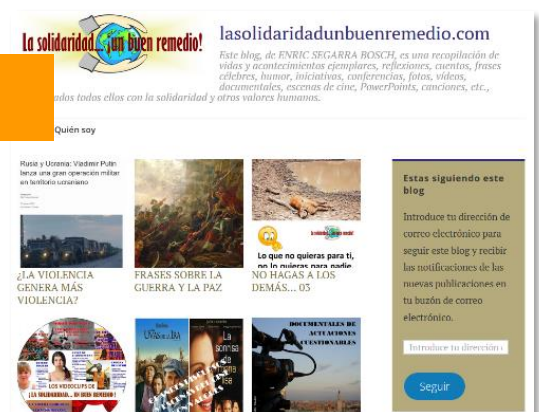 La solidaridad... ¡un buen remedio!
lasolidaridadunbuenremedio.com
Este blog, de ENRIC SEGARRA BOSCH, es una recopilación de
vidas y acontecimientos ejemplares, reflexiones, cuentos, frases
célebres, humor, iniciativas, conferencias, fotos, vídeos,
documentales, escenas de cine, PowerPoints, canciones, etc.,
todos ellos con la solidaridad y otros valores humanos.
Quién soy
Rusia y Ucrania: Vladimir Putin
lanza una gran operación militar
en territorio ucraniano
¿LA VIOLENCIA
GENERA MÁS
VIOLENCIA?
FRASES SOBRE LA
GUERRA Y LA PAZ
Lo que no quieras para ti,
no lo quieras para nadie
NO HAGAS A LOS
DEMÁS... 03
LOS VIDEOCLIPS DE
LA SOLIDARIDAD... UN BUEN REMEDIO!
La
sonrisa
DOCUMENTALES DE
ACTUACIONES
CUESTIONABLES
Estas siguiendo este
blog
Introduce tu dirección de
correo electrónico para
seguir este blog y recibir
las notificaciones de las
nuevas publicaciones en
tu buzón de correo
electrónico.
Introduce tu dirección
Seguir